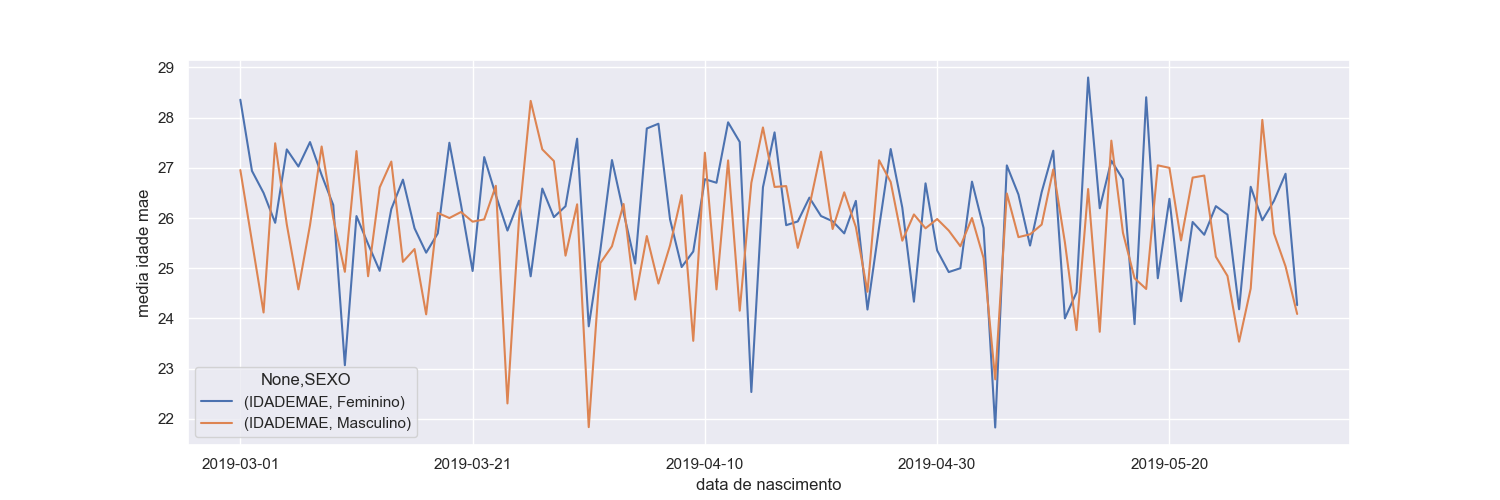 29
28
27
26
25
24
23
22
media idade mae
None,SEXO
(IDADEMAE, Feminino)
(IDADEMAE, Masculino)
2019-03-01 2019-03-21 2019-04-10 2019-04-30 2019-05-20
data de nascimento